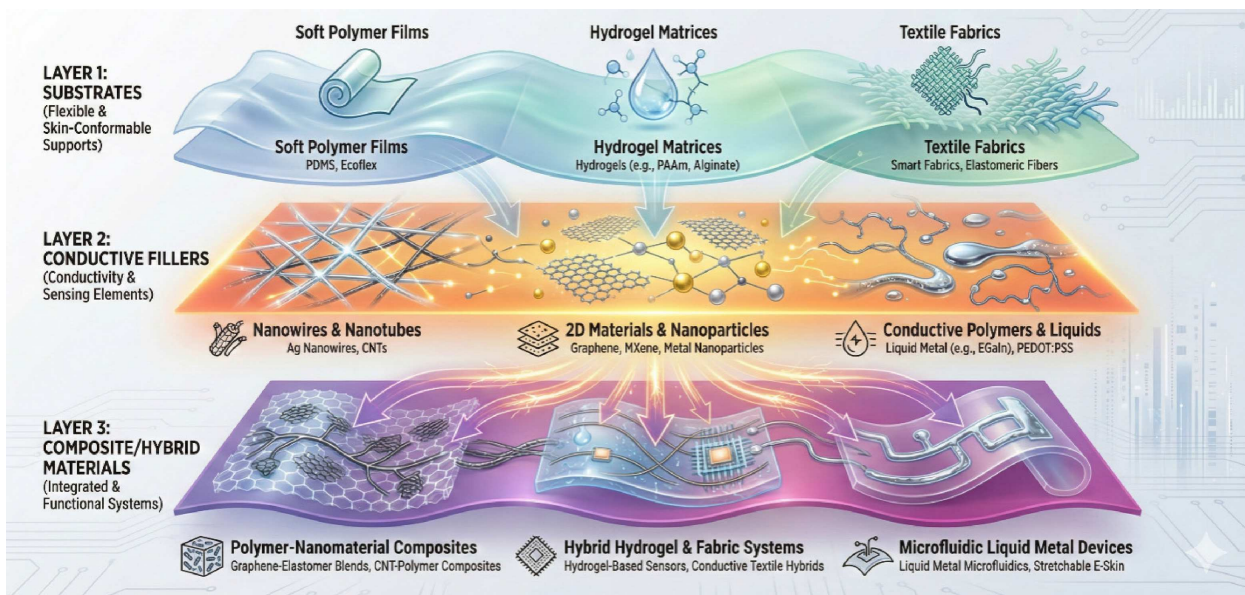 Soft Polymer Films
Hydrogel Matrices
Textile Fabrics
LAYER 1:
SUBSTRATES
(Flexible &
Skin-Conformable
Supports)
Soft Polymer Films
PDMS, Ecoflex
Hydrogel Matrices
Hydrogels (e.g., PAAm, Alginate)
Textile Fabrics
Smart Fabrics, Elastomeric Fibers
LAYER 2:
CONDUCTIVE FILLERS
(Conductivity &
Sensing Elements)
Nanowires & Nanotubes
Ag Nanowires, CNTs
2D Materials & Nanoparticles
Graphene, MXene, Metal Nanoparticles
Conductive Polymers & Liquids
Liquid Metal (e.g., EGaIn), PEDOT:PSS
LAYER 3:
COMPOSITE/HYBRID
MATERIALS
(Integrated &
Functional Systems)
Polymer-Nanomaterial Composites
Graphene-Elastomer Blends, CNT-Polymer Composites
Hybrid Hydrogel & Fabric Systems
Hydrogel-Based Sensors, Conductive Textile Hybrids
Microfluidic Liquid Metal Devices
Liquid Metal Microfluidics, Stretchable E-Skin